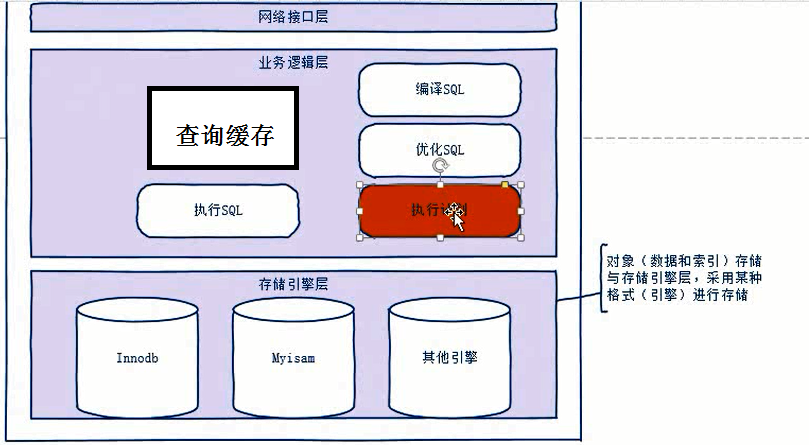 网络接口层
业务逻辑层
编译SQL
查询缓存
优化SQL
执行SQL
执行计划
存储引擎层
Innodb
Myisam
其他引擎
对象（数据和索引）存储
与存储引擎层，采用某种
格式（引擎）进行存储